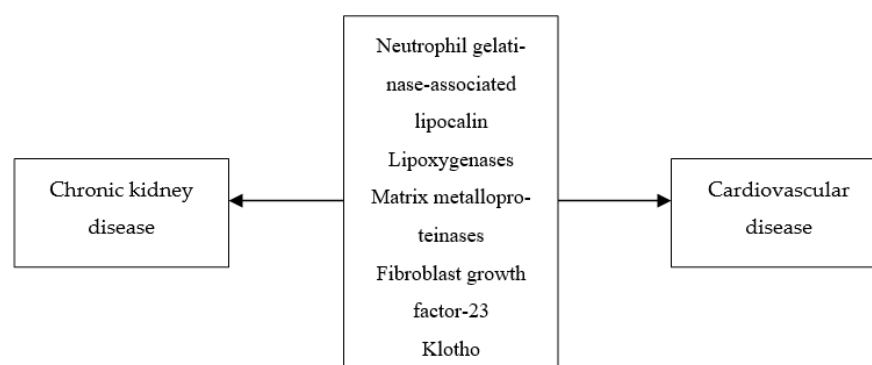 Neutrophil gelati-
nase-associated
lipocalin
Lipoxygenases
Matrix metallopro-
teinases
Fibroblast growth
factor-23
Klotho
Chronic kidney
disease
Cardiovascular
disease